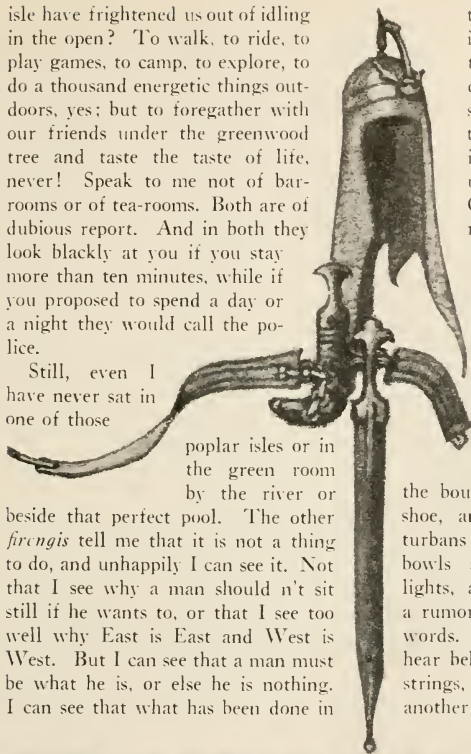 isle have frightened us out of idling
in the open? To walk, to ride, to
play games, to camp, to explore, to
do a thousand energetic things out-
doors, yes; but to foregather with
our friends under the greenwood
tree and taste the taste of life,
never! Speak to me not of bar-
rooms or of tea-rooms. Both are of
dubious report. And in both they
look blackly at you if you stay
more than ten minutes, while if
you proposed to spend a day or
a night they would call the po-
lice.
Still, even I
have never sat in
one of those
poplar isles or in
the green room
by the river or
beside that perfect pool. The other
firengis tell me that it is not a thing
to do, and unhappily I can see it. Not
that I see why a man should n't sit
still if he wants to, or that I see too
well why East is East and West is
West. But I can see that a man must
be what he is, or else he is nothing.
I can see that what has been done in
the bou
shoe, a
turbans
bowls
lights, a
a rumor
words.
hear bel
strings,
another